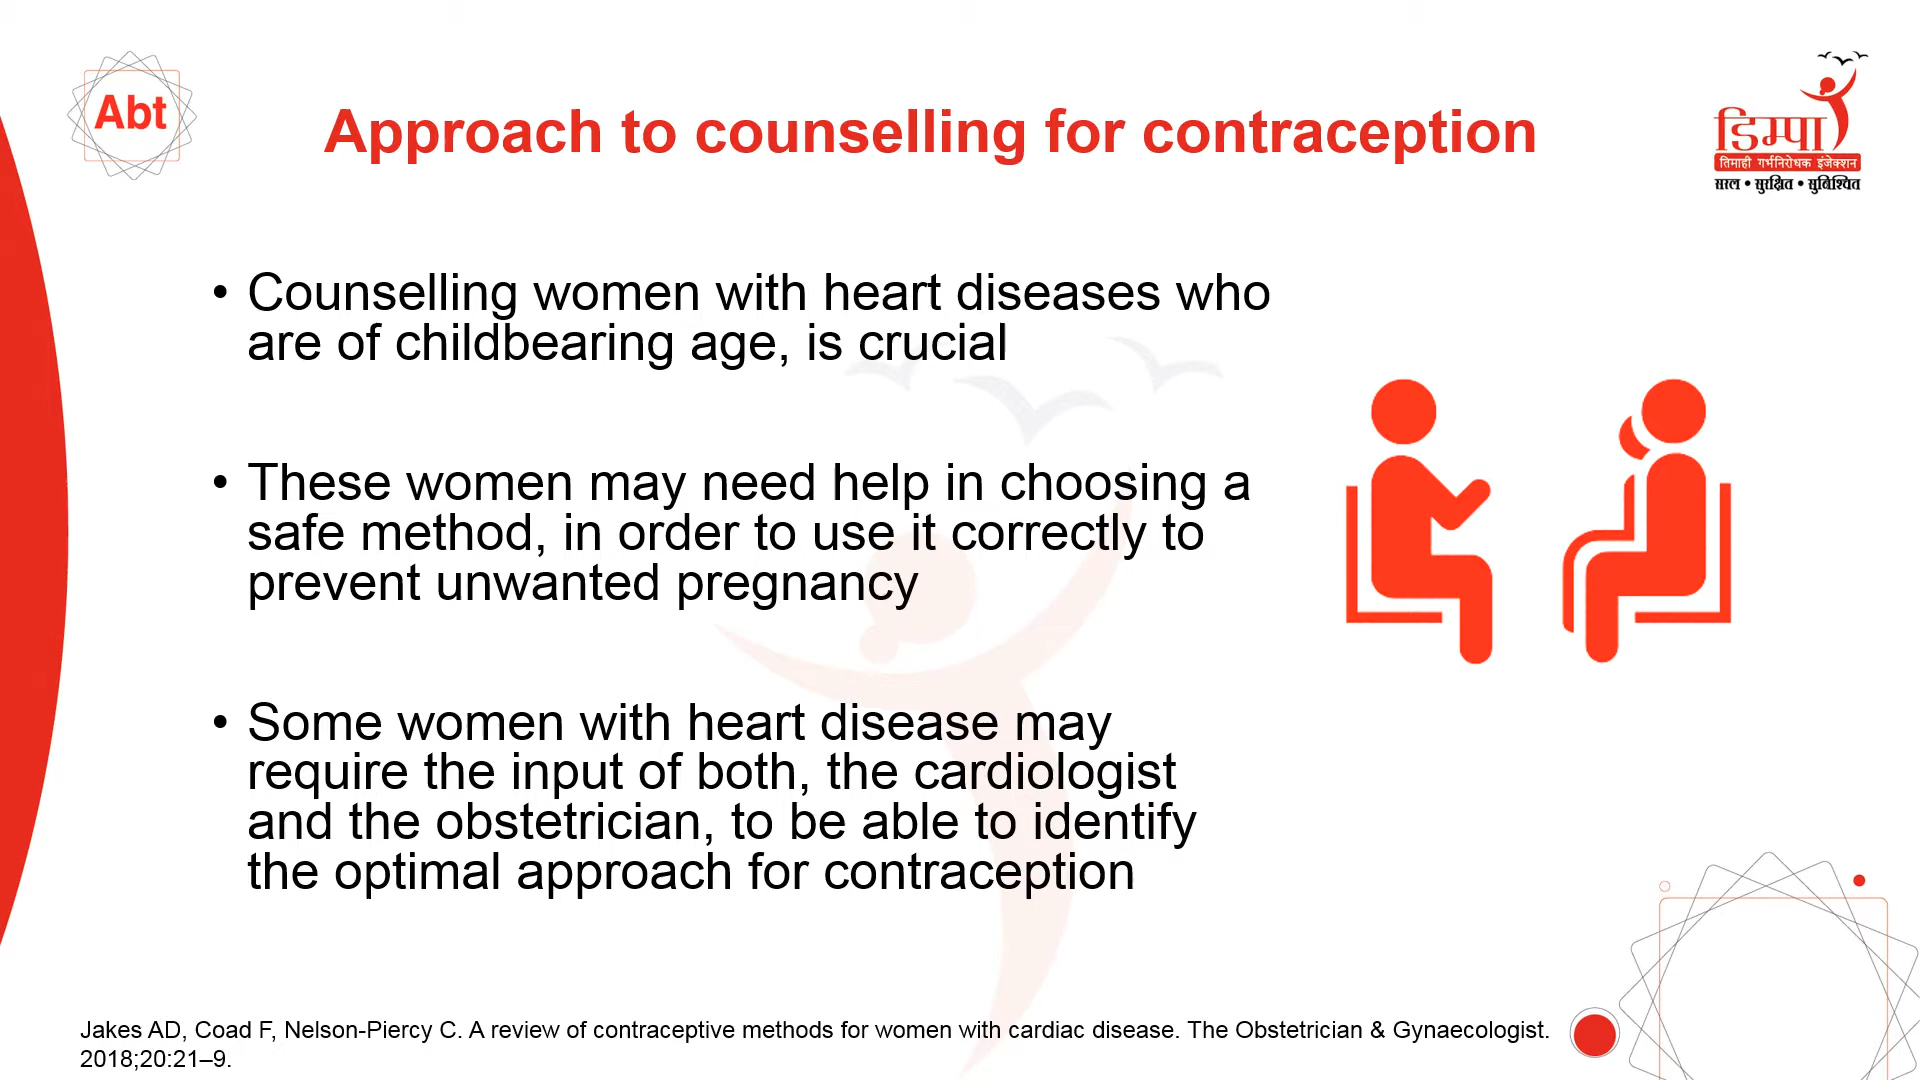 Abt
Approach to counselling for contraception
डिम्पा
तिमाही गर्भनिरोधक इंजेक्शन
सरल • सुरक्षित • सुनिश्चित
• Counselling women with heart diseases who
are of childbearing age, is crucial
• These women may need help in choosing a
safe method, in order to use it correctly to
prevent unwanted pregnancy
• Some women with heart disease may
require the input of both, the cardiologist
and the obstetrician, to be able to identify
the optimal approach for contraception
Jakes AD, Coad F, Nelson-Piercy C. A review of contraceptive methods for women with cardiac disease. The Obstetrician & Gynaecologist.
2018;20:21–9.